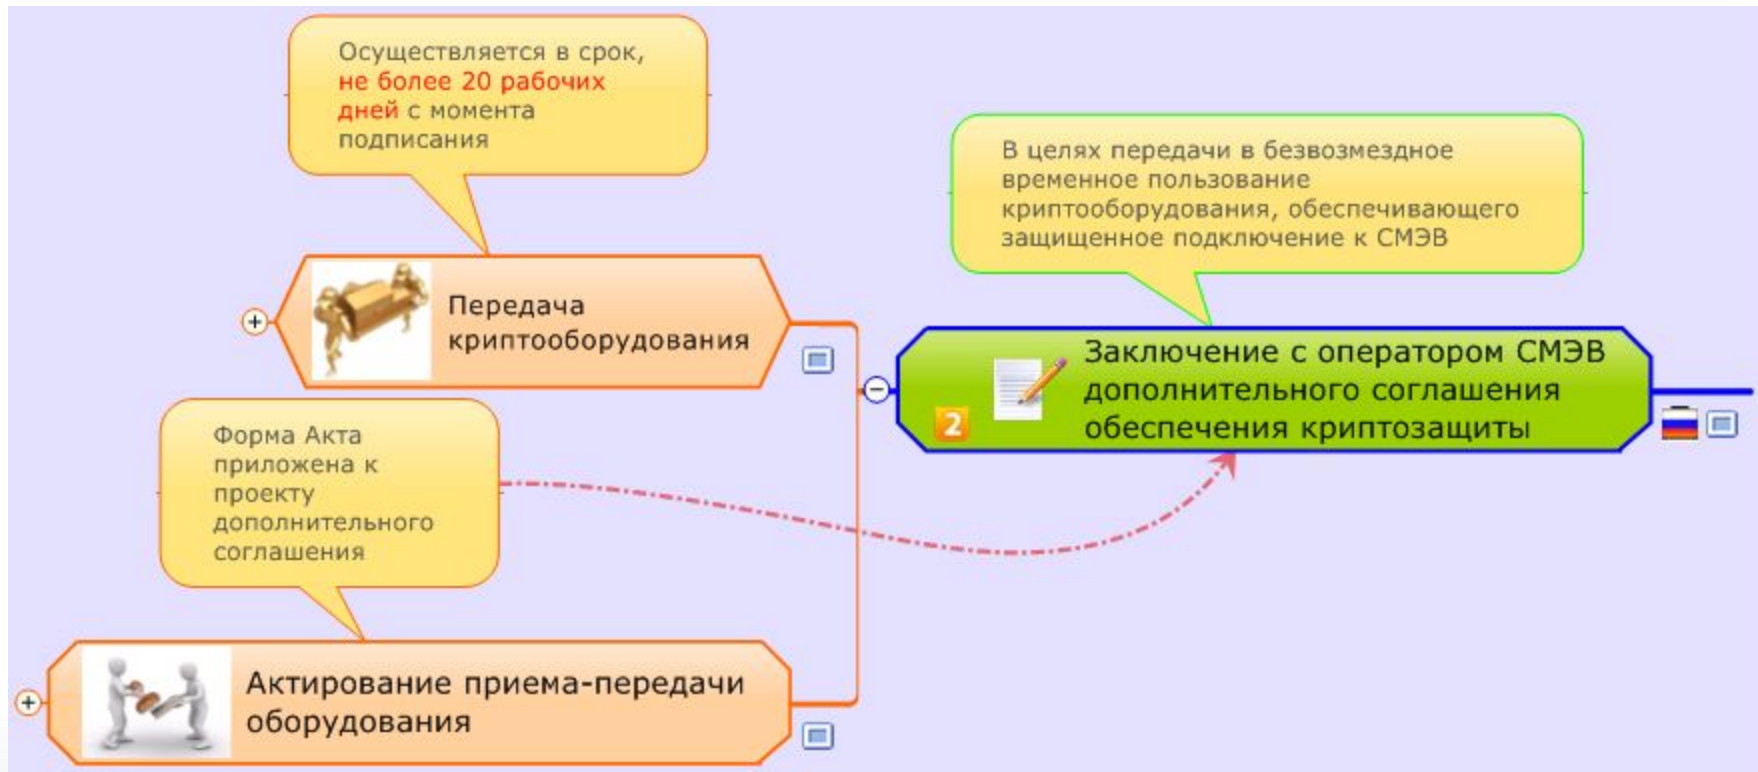 Осуществляется в срок,
не более 20 рабочих
дней с момента
подписания
В целях передачи в безвозмездное
временное пользование
криптооборудования, обеспечивающего
защищенное подключение к СМЭВ
Передача
криптооборудования
Заключение с оператором СМЭВ
дополнительного соглашения
обеспечения криптозащиты
2
Форма Акта
приложена к
проекту
дополнительного
соглашения
Актирование приема-передачи
оборудования